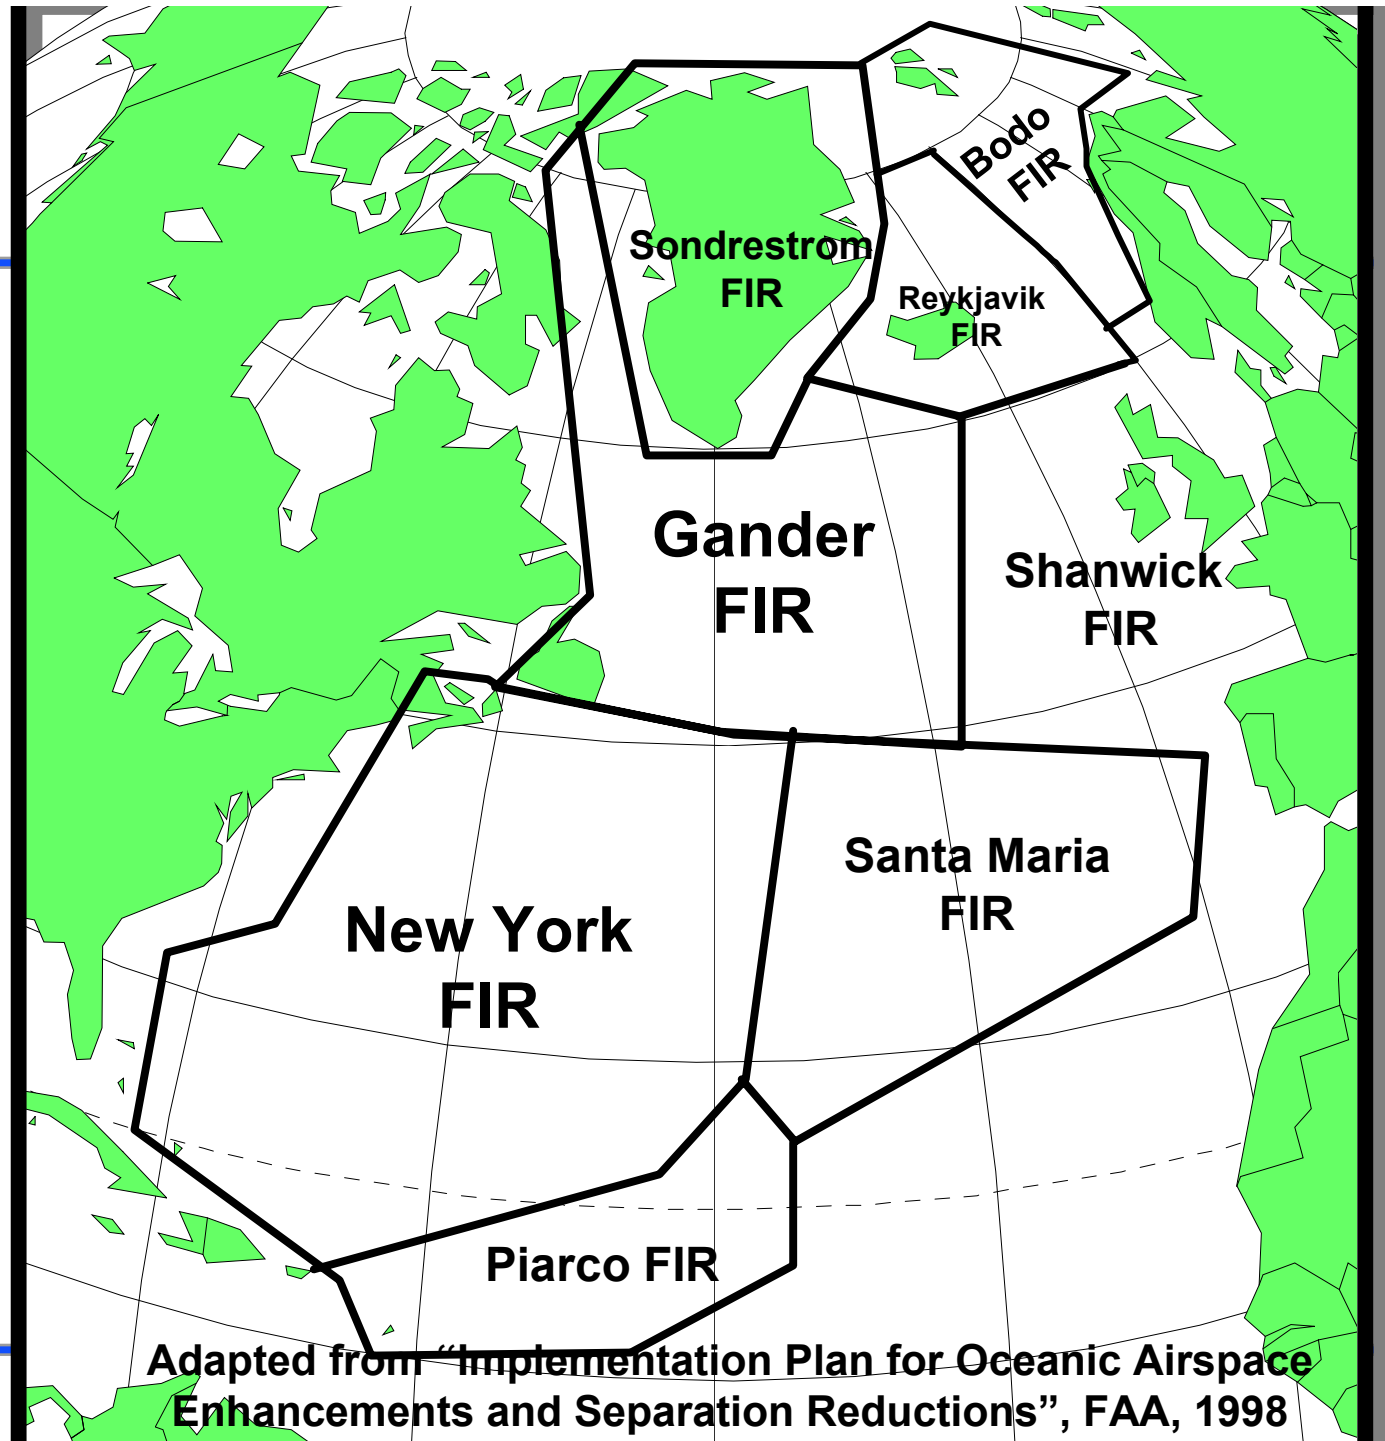 Bodo
FIR
Sondrestrom
FIR
Reykjavik
FIR
Gander
FIR
Shanwick
FIR
Santa Maria
FIR
New York
FIR
Piarco FIR
Adapted from “Implementation Plan for Oceanic Airspace
Enhancements and Separation Reductions”, FAA, 1998